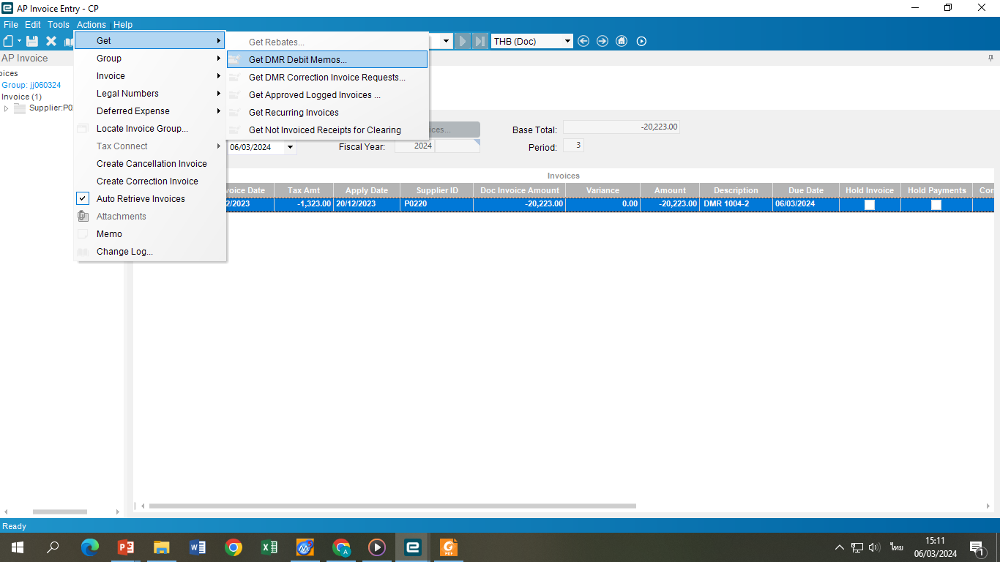 AP Invoice Entry - CP
File Edit Tools Actions Help
THB (Doc)
AP Invoice
oices
Group: jj060324
Invoice (1)
Supplier:P02
Get
Group
Invoice
Legal Numbers
Deferred Expense
Locate Invoice Group...
Tax Connect
Create Cancellation Invoice
Create Correction Invoice
Auto Retrieve Invoices
Attachments
Memo
Change Log...
Get Rebates...
Get DMR Debit Memos...
Get DMR Correction Invoice Requests...
Get Approved Logged Invoices ...
Get Recurring Invoices
Get Not Invoiced Receipts for Clearing
ices...
Base Total: -20,223.00
06/03/2024 Fiscal Year: 2024 Period: 3
Invoices
voice Date Tax Amt Apply Date Supplier ID Doc Invoice Amount Variance Amount Description Due Date Hold Invoice Hold Payments Cor
2/2023 -1,323.00 20/12/2023 P0220 -20,223.00 0.00 -20,223.00 DMR 1004-2 06/03/2024
Ready
ไทย
15:11
06/03/2024
1